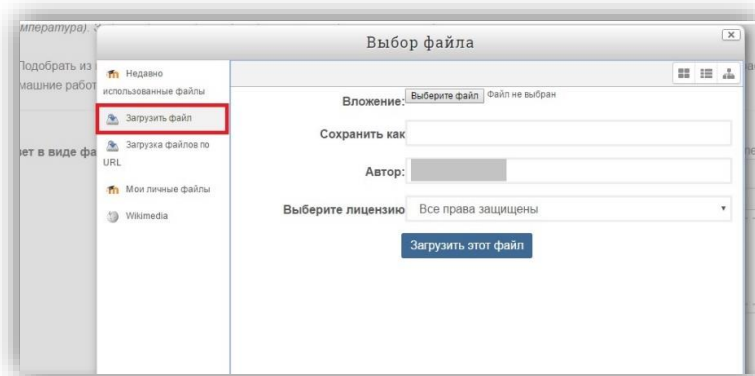 мпература).
Выбор файла
Подобрать из
машние работ
ет в виде фа
Недавно
использованные файлы
Загрузить файл
Загрузка файлов по
URL
Мои личные файлы
Wikimedia
Вложение: Выберите файл Файл не выбран
Сохранить как
Автор:
Выберите лицензию Все права защищены
Загрузить этот файл